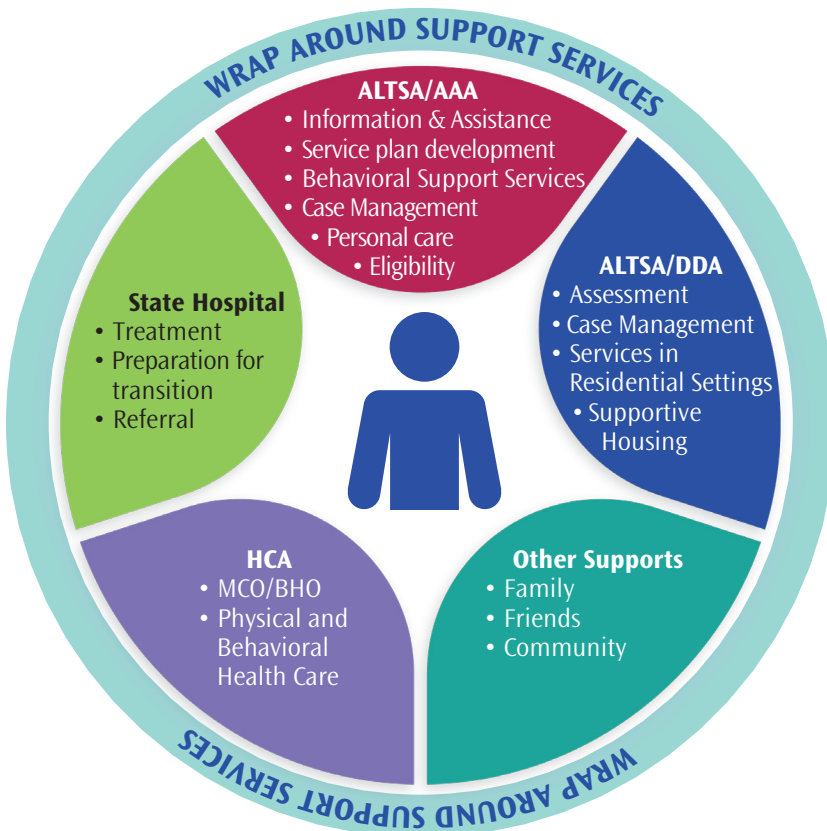 WRAP AROUND SUPPORT SERVICES
ALTSA/AAA
• Information & Assistance
• Service plan development
• Behavioral Support Services
• Case Management
• Personal care
• Eligibility
ALTSA/DDA
• Assessment
• Case Management
• Services in
Residential Settings
• Supportive
Housing
State Hospital
• Treatment
• Preparation for
transition
• Referral
HCA
• MCO/BHO
• Physical and
Behavioral
Health Care
Other Supports
• Family
• Friends
• Community
WRAP AROUND SUPPORT SERVICES